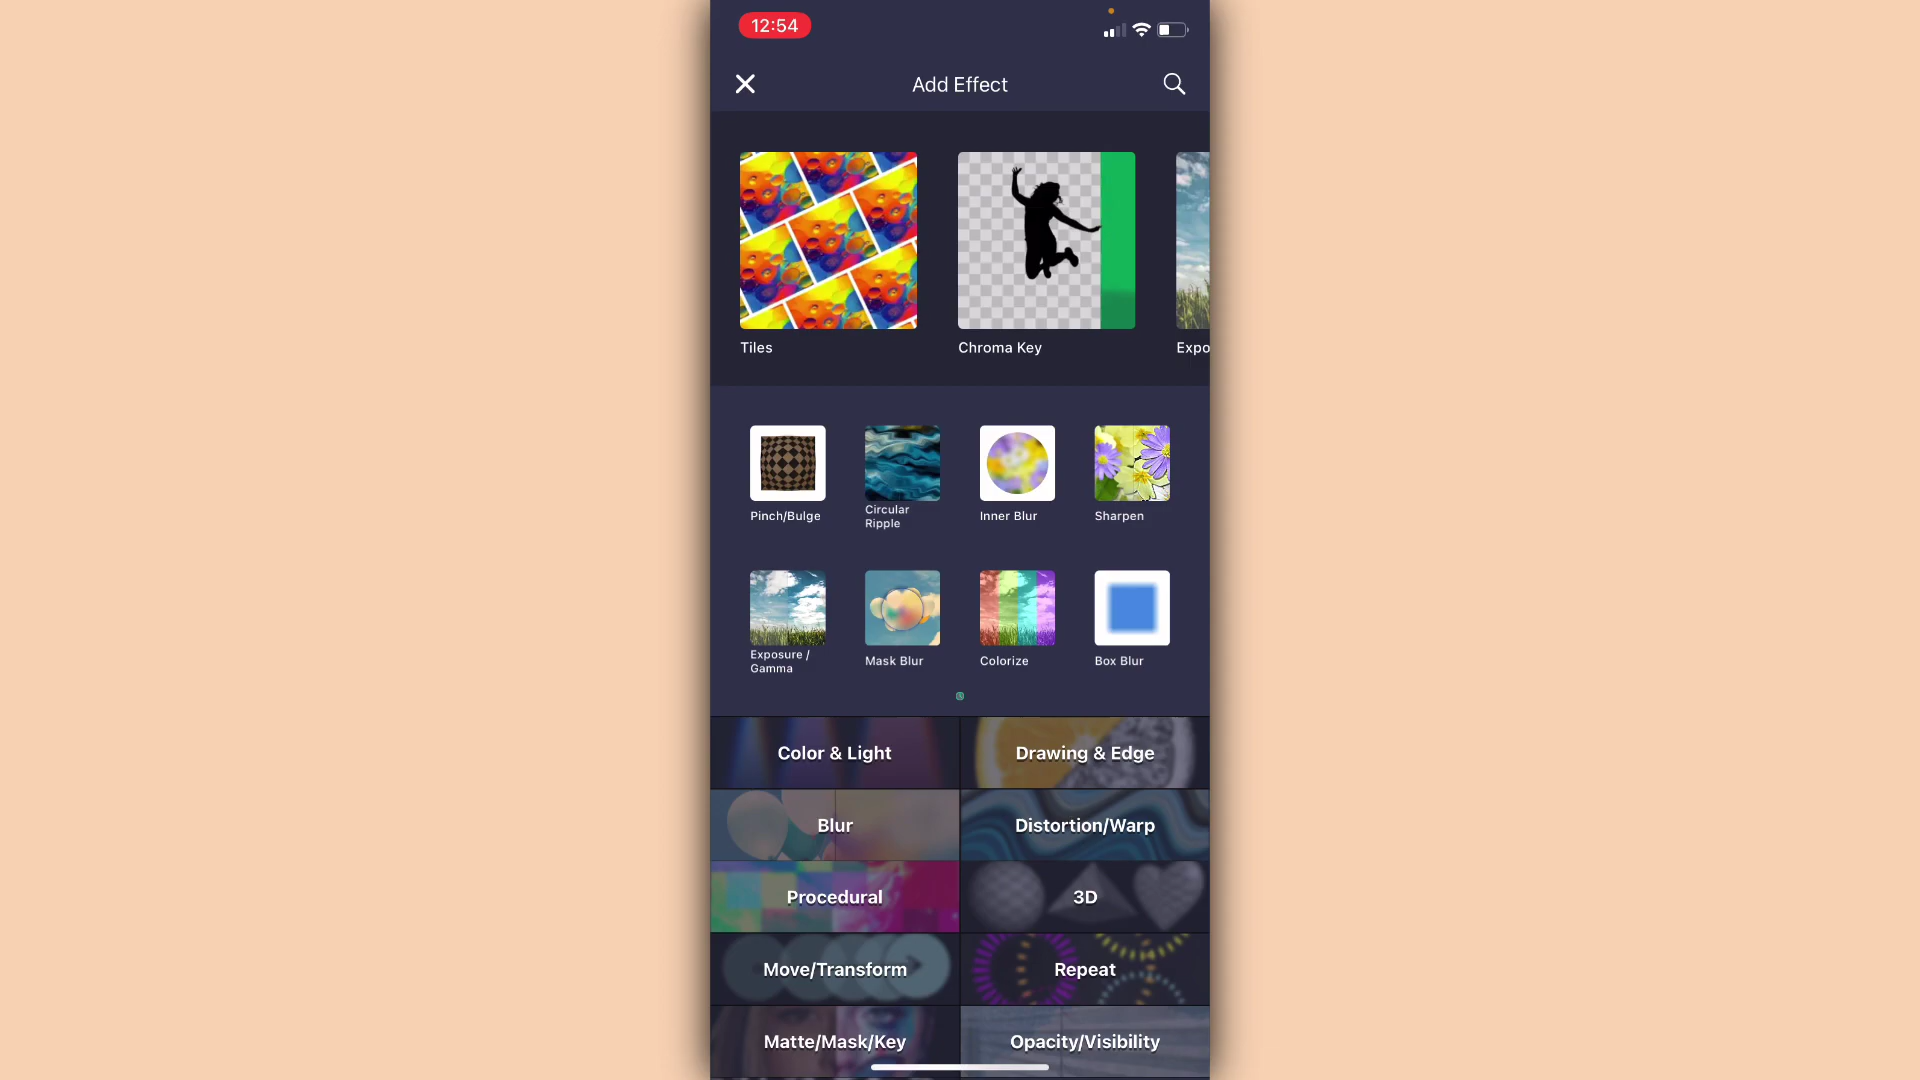 12:54
Add Effect
Tiles
Chroma Key
Expo
Pinch/Bulge
Circular
Ripple
Inner Blur
Sharpen
Exposure /
Gamma
Mask Blur
Colorize
Box Blur
Color & Light
Drawing & Edge
Blur
Distortion/Warp
Procedural
3D
Move/Transform
Repeat
Matte/Mask/Key
Opacity/Visibility